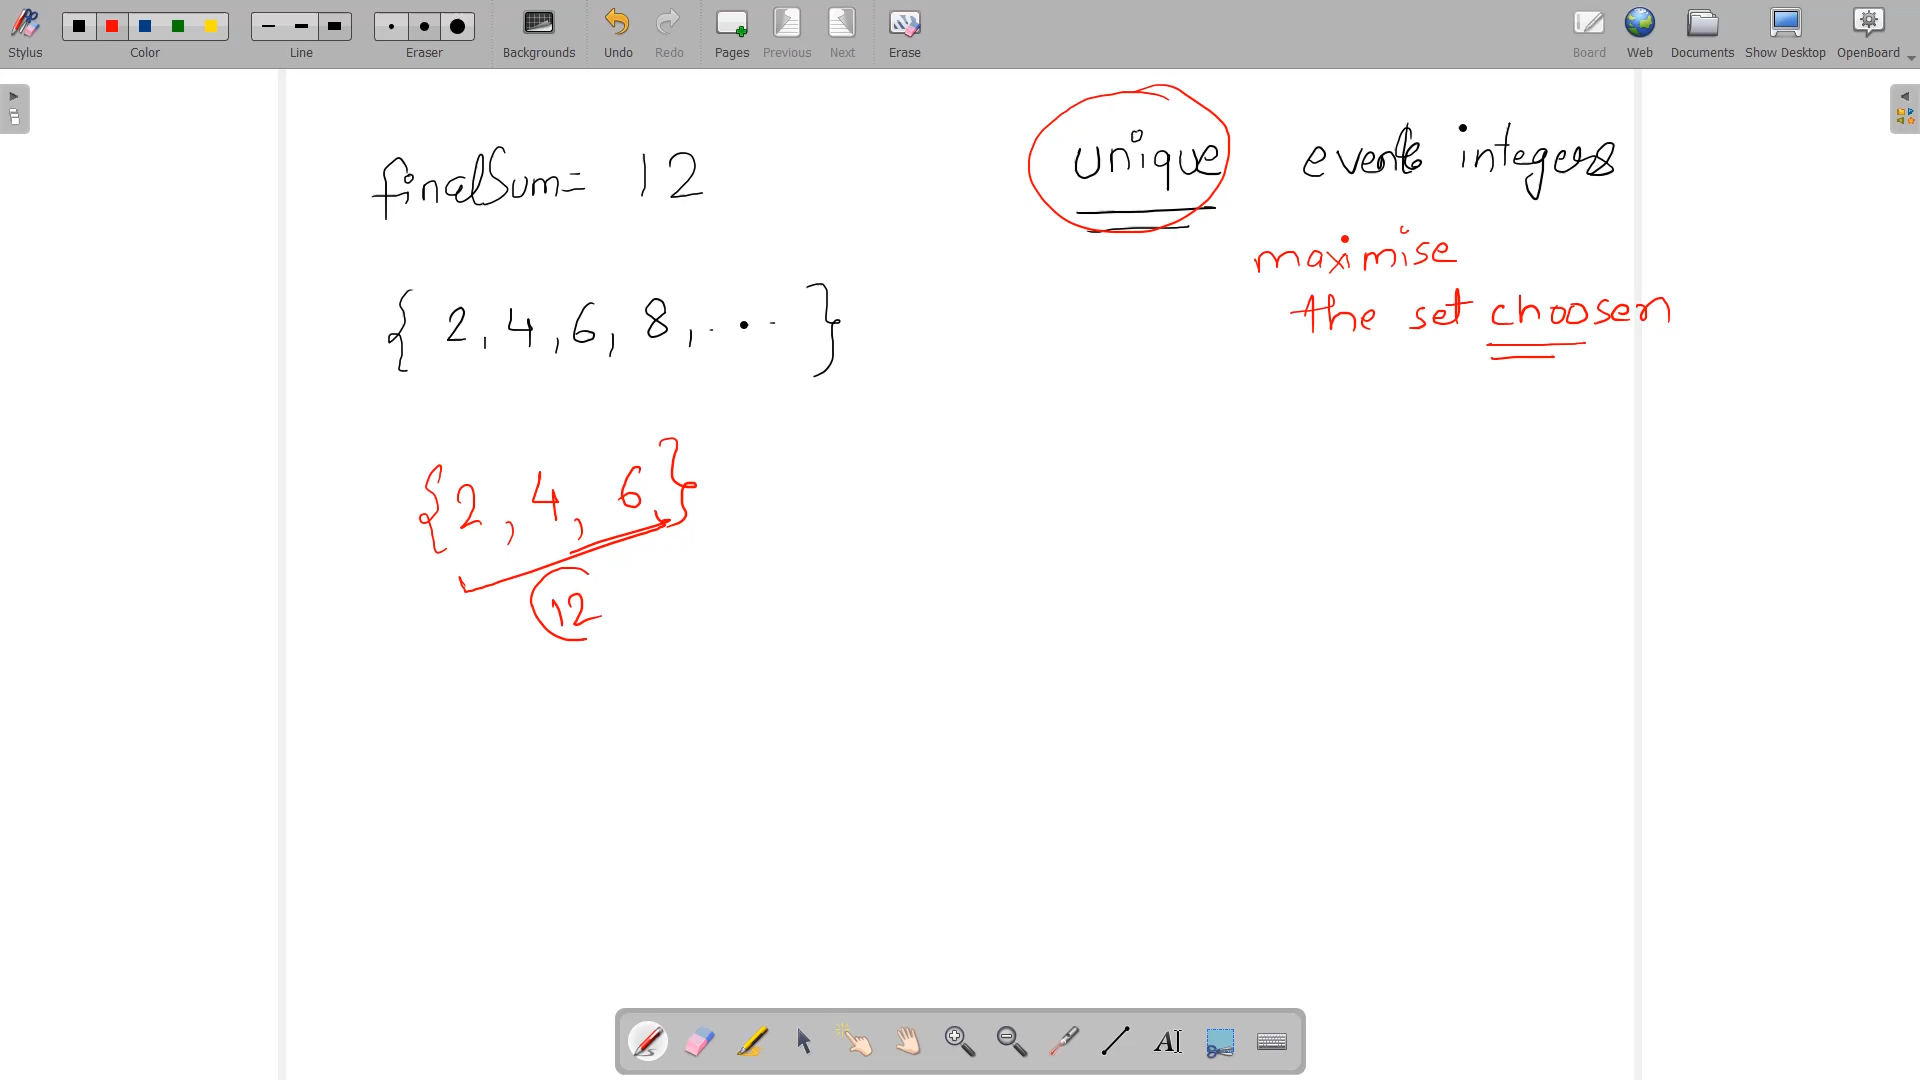 Stylus Color Line Eraser Backgrounds Undo Redo Pages Previous Next Erase Board Web Documents Show Desktop OpenBoard
finalSum= 12
unique even integers
maximise
the set choosen
{ 2, 4, 6, 8, ... }
{2, 4, 6}
12